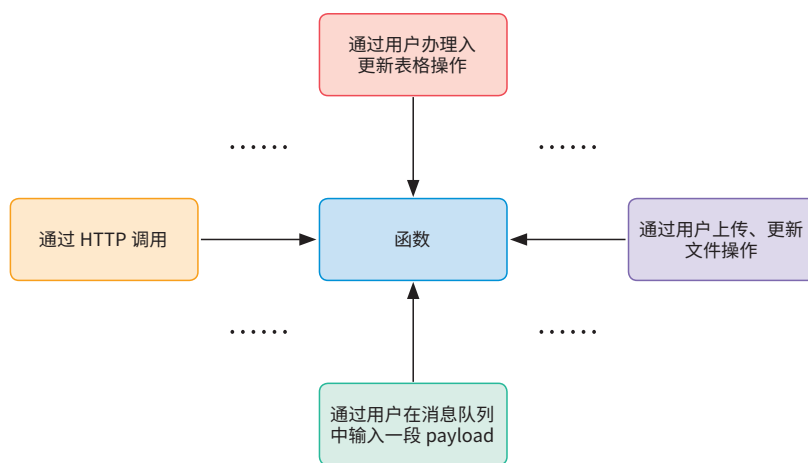 通过用户办理入
更新表格操作
……
……
通过 HTTP 调用
函数
通过用户上传、更新
文件操作
……
……
通过用户在消息队列
中输入一段 payload